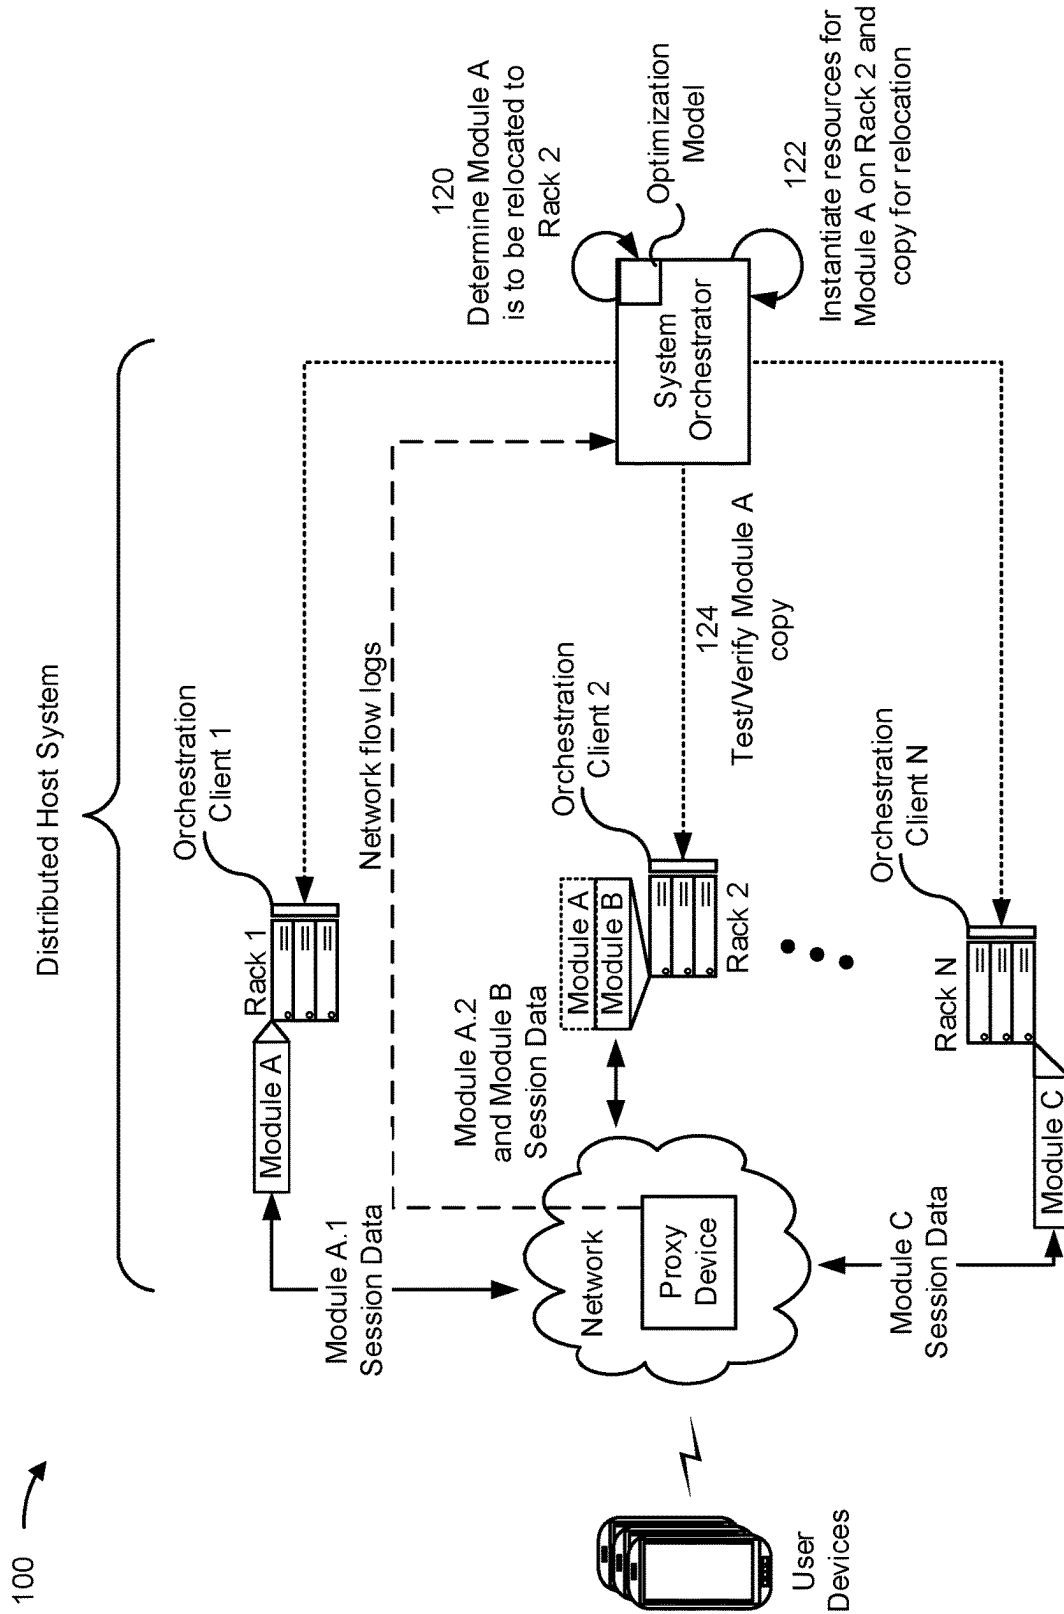 100
Distributed Host System
Orchestration
Client 1
Rack 1
Module A
Module A.1
Session Data
Network flow logs
120
Determine Module A
is to be relocated to
Rack 2
Optimization
Model
System
Orchestrator
122
Instantiate resources for
Module A on Rack 2 and
copy for relocation
124
Test/Verify Module A
copy
Orchestration
Client 2
Module A
Module B
Rack 2
Module A.2
and Module B
Session Data
Network
Proxy
Device
User
Devices
Module C
Session Data
Orchestration
Client N
Rack N
Module C